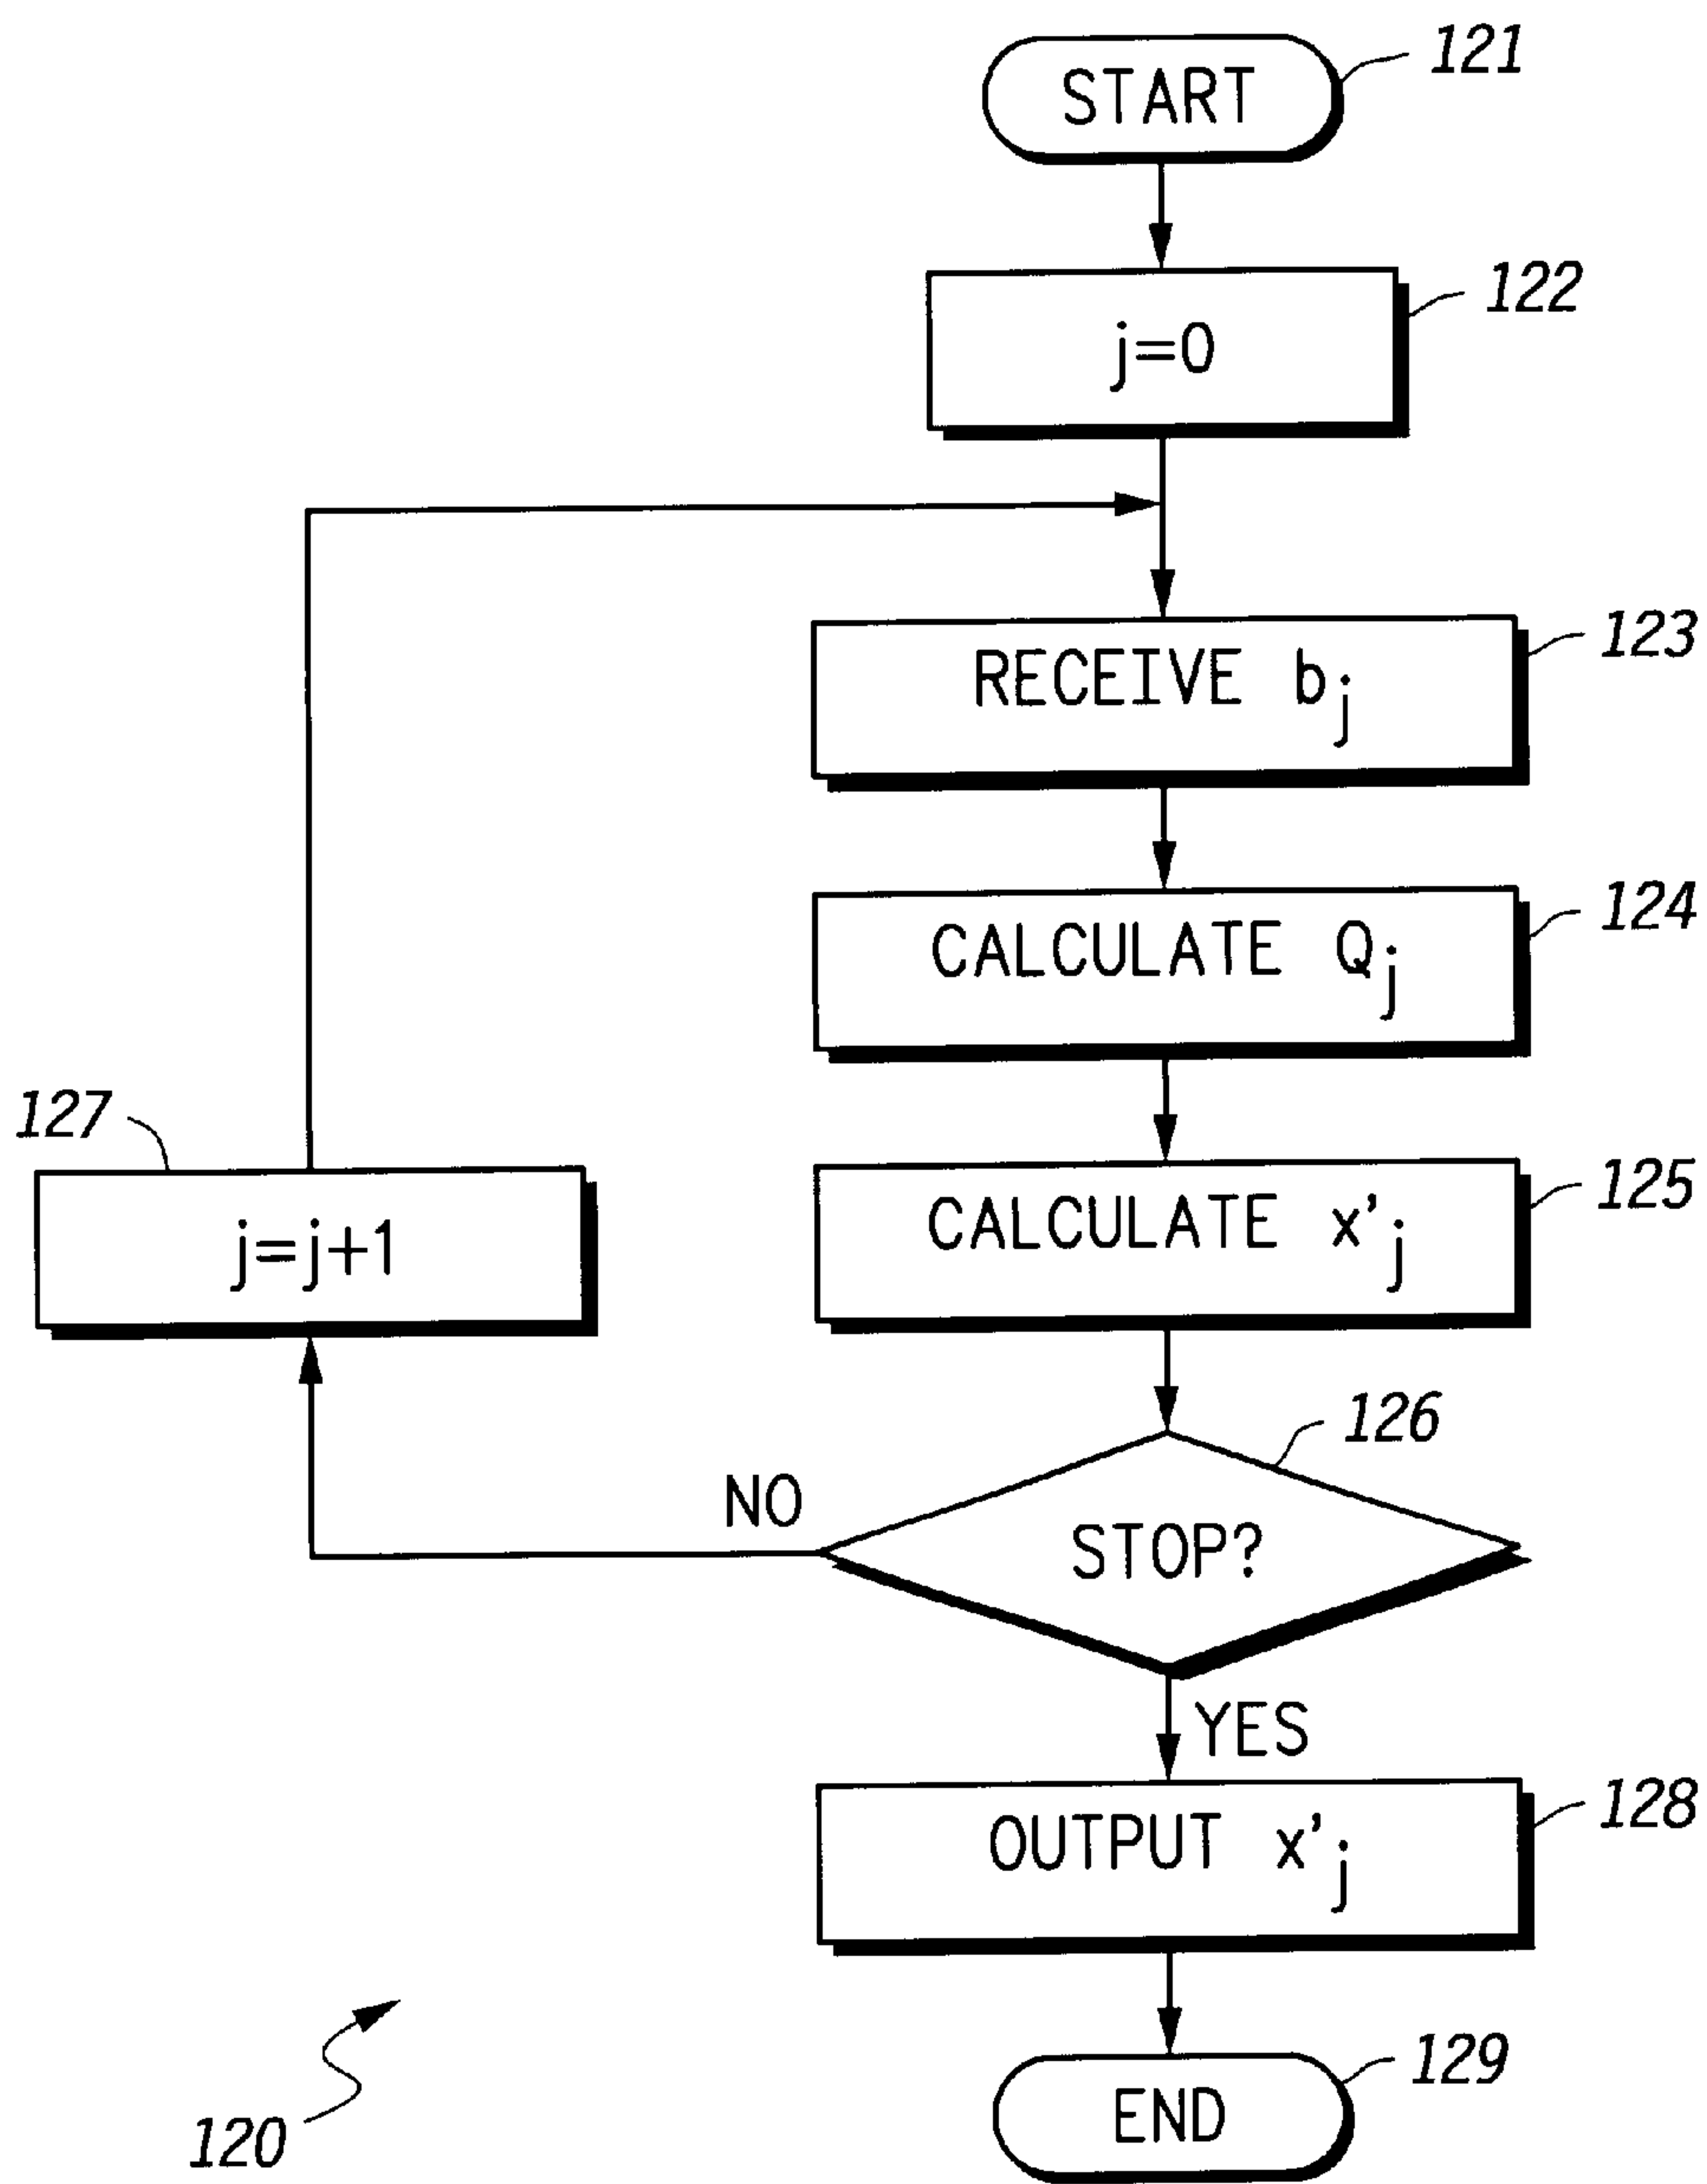 START
121
j=0
122
RECEIVE bj
123
CALCULATE Qj
124
CALCULATE x'j
125
127
j=j+1
126
STOP?
NO
YES
OUTPUT x'j
128
END
129
120